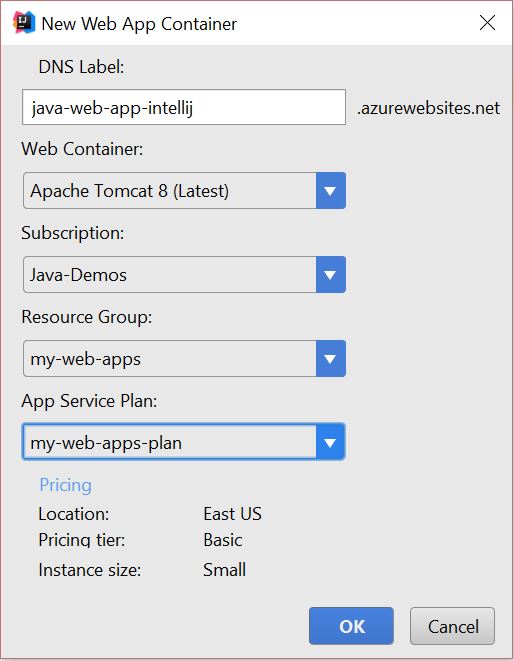 New Web App Container
DNS Label:
java-web-app-intellij .azurewebsites.net
Web Container:
Apache Tomcat 8 (Latest)
Subscription:
Java-Demos
Resource Group:
my-web-apps
App Service Plan:
my-web-apps-plan
Pricing
Location: East US
Pricing tier: Basic
Instance size: Small
OK Cancel